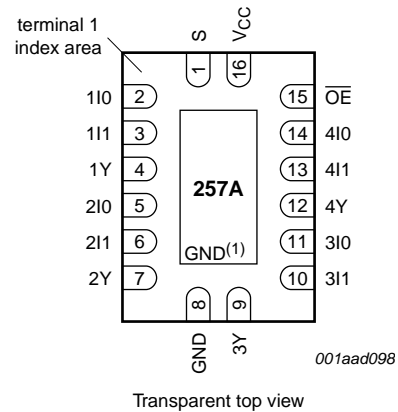 terminal 1
index area
S
VCC
1
16
1I0 2
15 OE
1I1 3
14 4I0
1Y 4
13 4I1
257A
2I0 5
12 4Y
2I1 6
11 3I0
GND(1)
2Y 7
10 3I1
8
9
GND
3Y
001aad098
Transparent top view